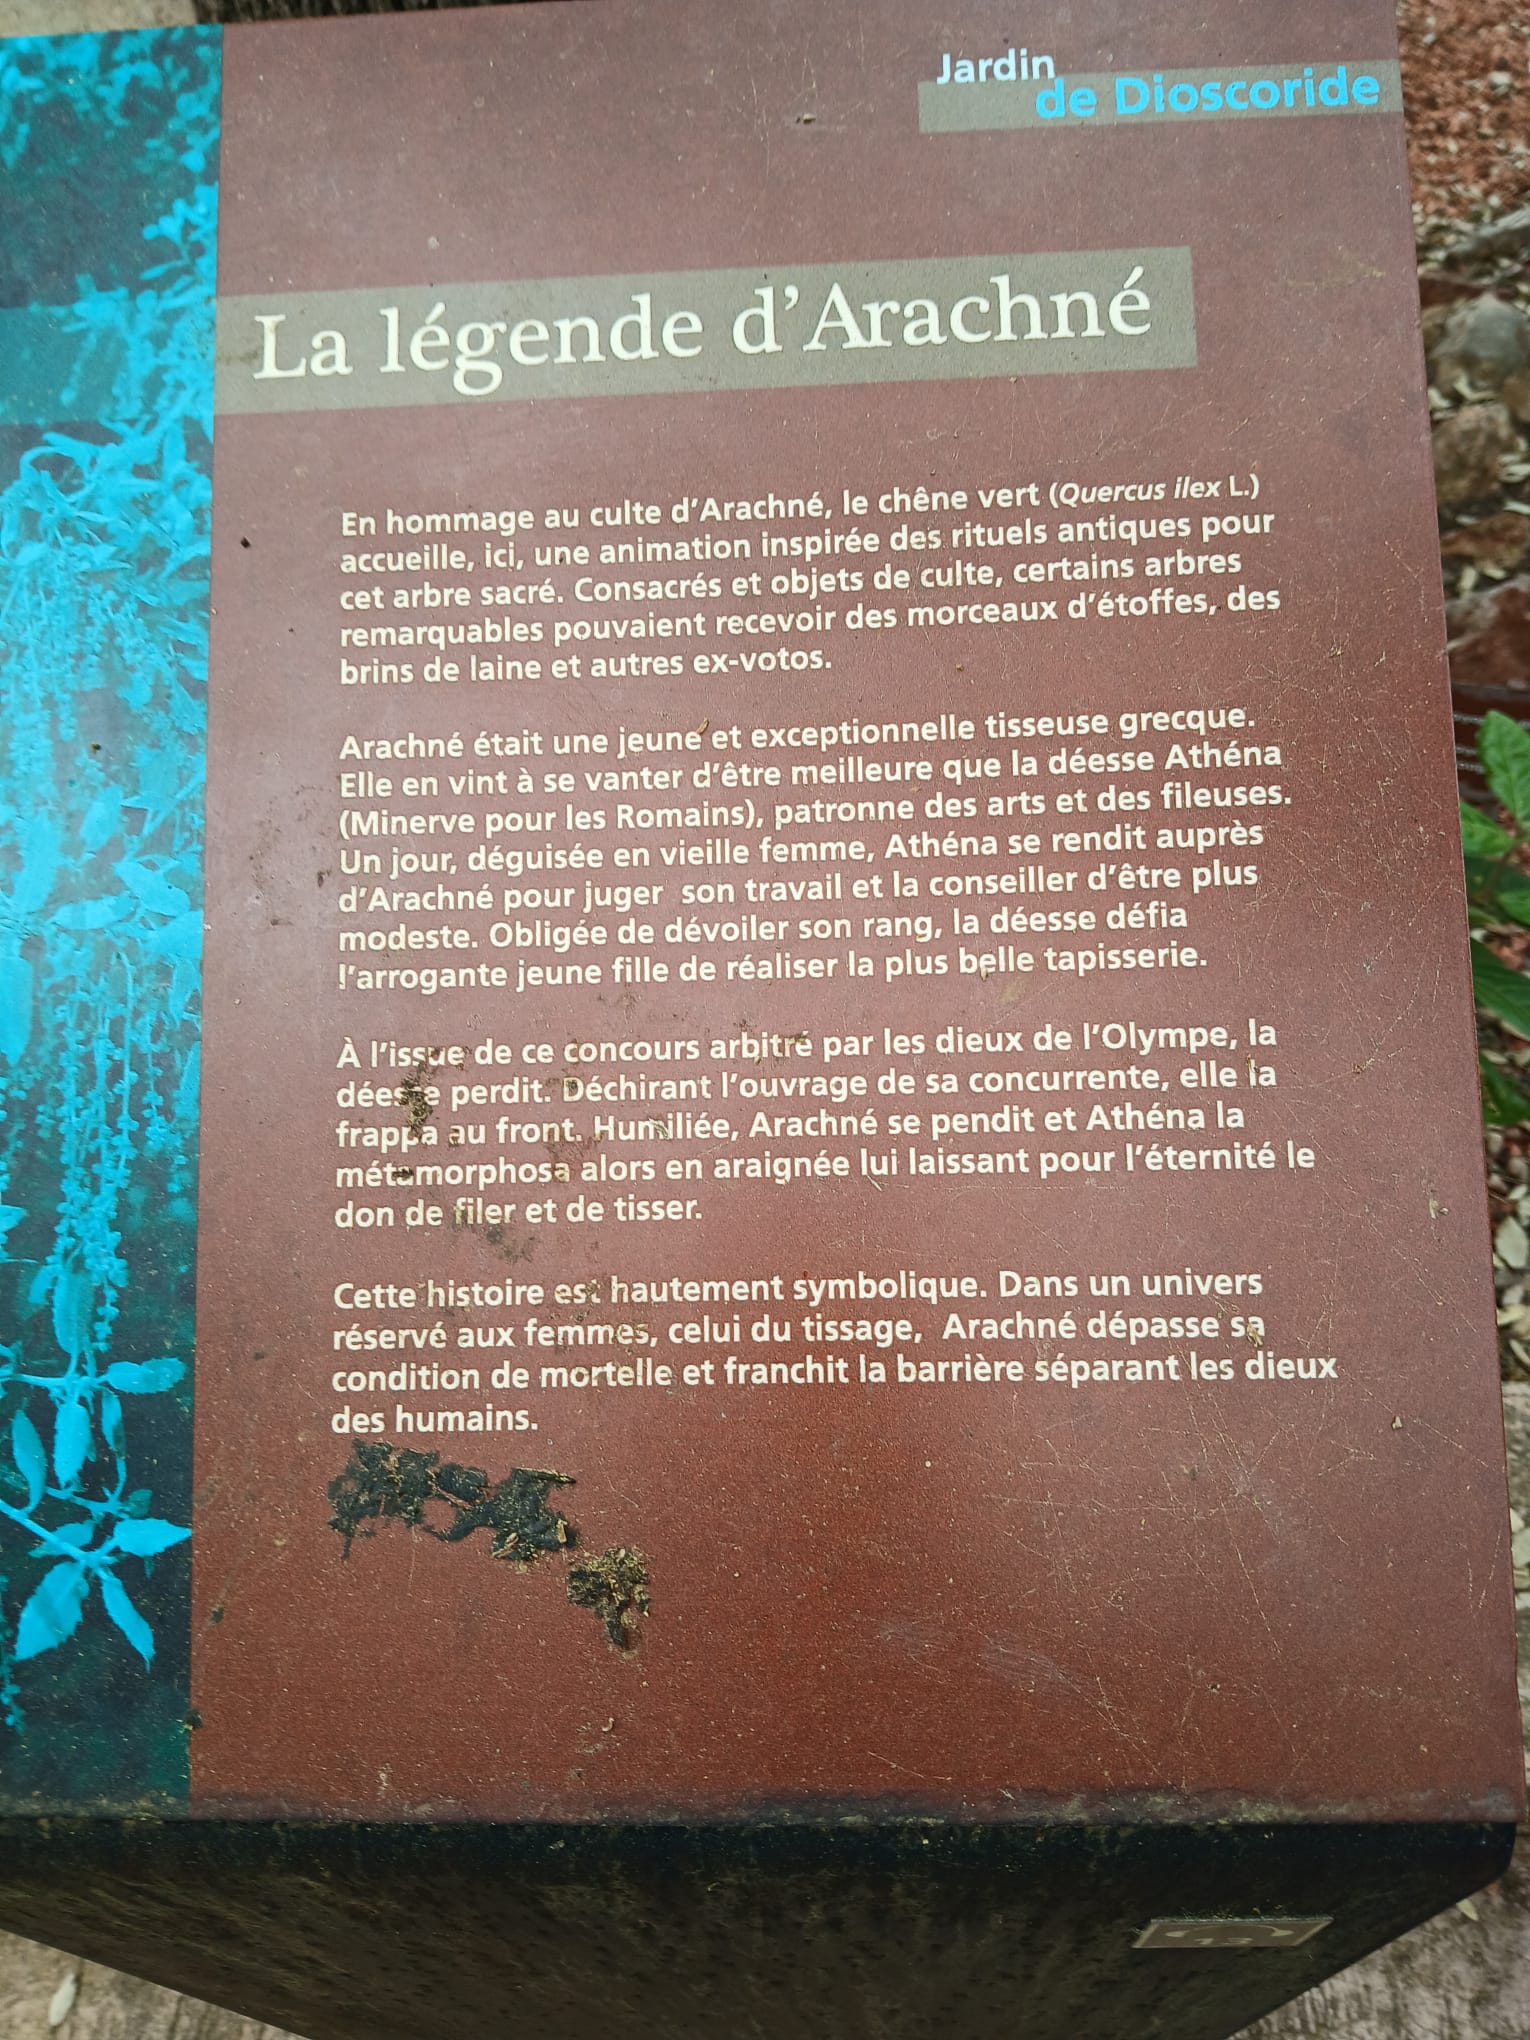 Jardin
de Dioscoride
La légende d'Arachné
En hommage au culte d'Arachné, le chêne vert (Quercus ilex L.)
accueille, ici, une animation inspirée des rituels antiques pour
cet arbre sacré. Consacrés et objets de culte, certains arbres
remarquables pouvaient recevoir des morceaux d'étoffes, des
brins de laine et autres ex-votos.
Arachné était une jeune et exceptionnelle tisseuse grecque.
Elle en vint à se vanter d'être meilleure que la déesse Athéna
(Minerve pour les Romains), patronne des arts et des fileuses.
Un jour, déguisée en vieille femme, Athéna se rendit auprès
d'Arachné pour juger  son travail et la conseiller d'être plus
modeste. Obligée de dévoiler son rang, la déesse défia
l'arrogante jeune fille de réaliser la plus belle tapisserie.
À l'issue de ce concours arbitré par les dieux de l'Olympe, la
déesse perdit. Déchirant l'ouvrage de sa concurrente, elle la
frappa au front. Humiliée, Arachné se pendit et Athéna la
métamorphosa alors en araignée lui laissant pour l'éternité le
don de filer et de tisser.
Cette histoire est hautement symbolique. Dans un univers
réservé aux femmes, celui du tissage,  Arachné dépasse sa
condition de mortelle et franchit la barrière séparant les dieux
des humains.
13